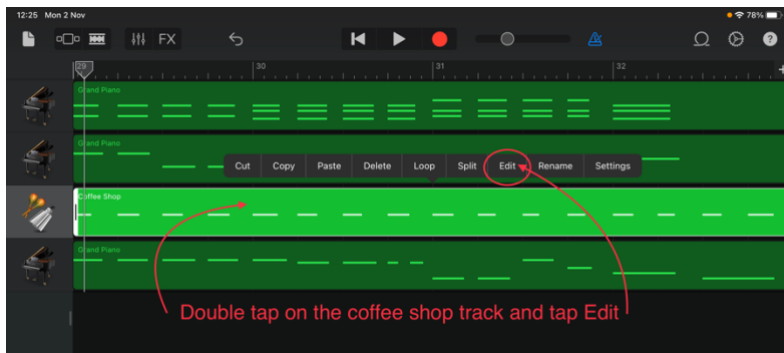 12:25 Mon 2 Nov
78%
FX
?
29
30
31
32
+
Grand Piano
Grand Piano
Cut Copy Paste Delete Loop Split Edit Rename Settings
Coffee Shop
Grand Piano
Double tap on the coffee shop track and tap Edit